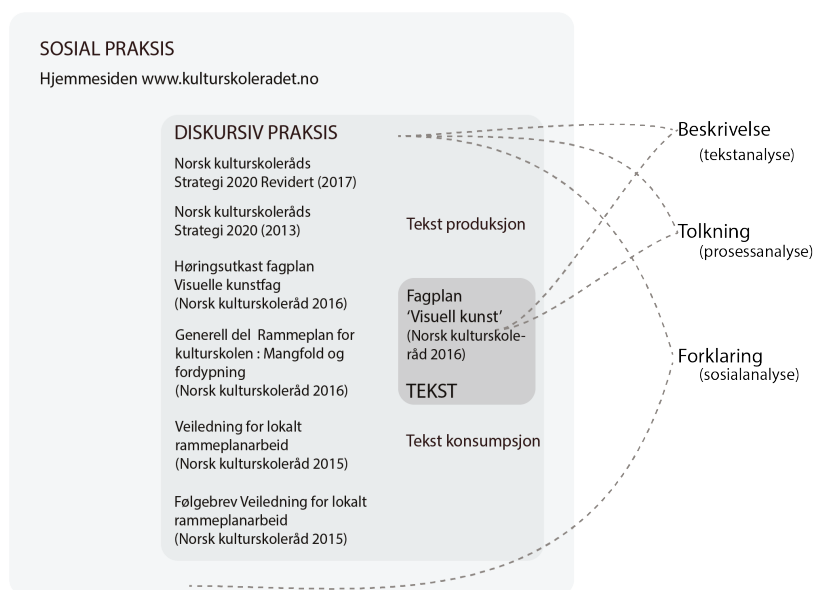 SOSIAL PRAKSIS
Hjemmesiden www.kulturskoleradet.no
DISKURSIV PRAKSIS
Norsk kulturskoleråds
Strategi 2020 Revidert (2017)
Norsk kulturskoleråds
Strategi 2020 (2013)
Høringsutkast fagplan
Visuelle kunstfag
(Norsk kulturskoleråd 2016)
Generell del  Rammeplan for
kulturskolen : Mangfold og
fordypning
(Norsk kulturskoleråd 2016)
Veiledning for lokalt
rammeplanarbeid
(Norsk kulturskoleråd 2015)
Følgebrev Veiledning for lokalt
rammeplanarbeid
(Norsk kulturskoleråd 2015)
Tekst produksjon
Fagplan
‘Visuell kunst’
(Norsk kulturskole-
råd 2016)
TEKST
Tekst konsumpsjon
Beskrivelse
(tekstanalyse)
Tolkning
(prosessanalyse)
Forklaring
(sosialanalyse)